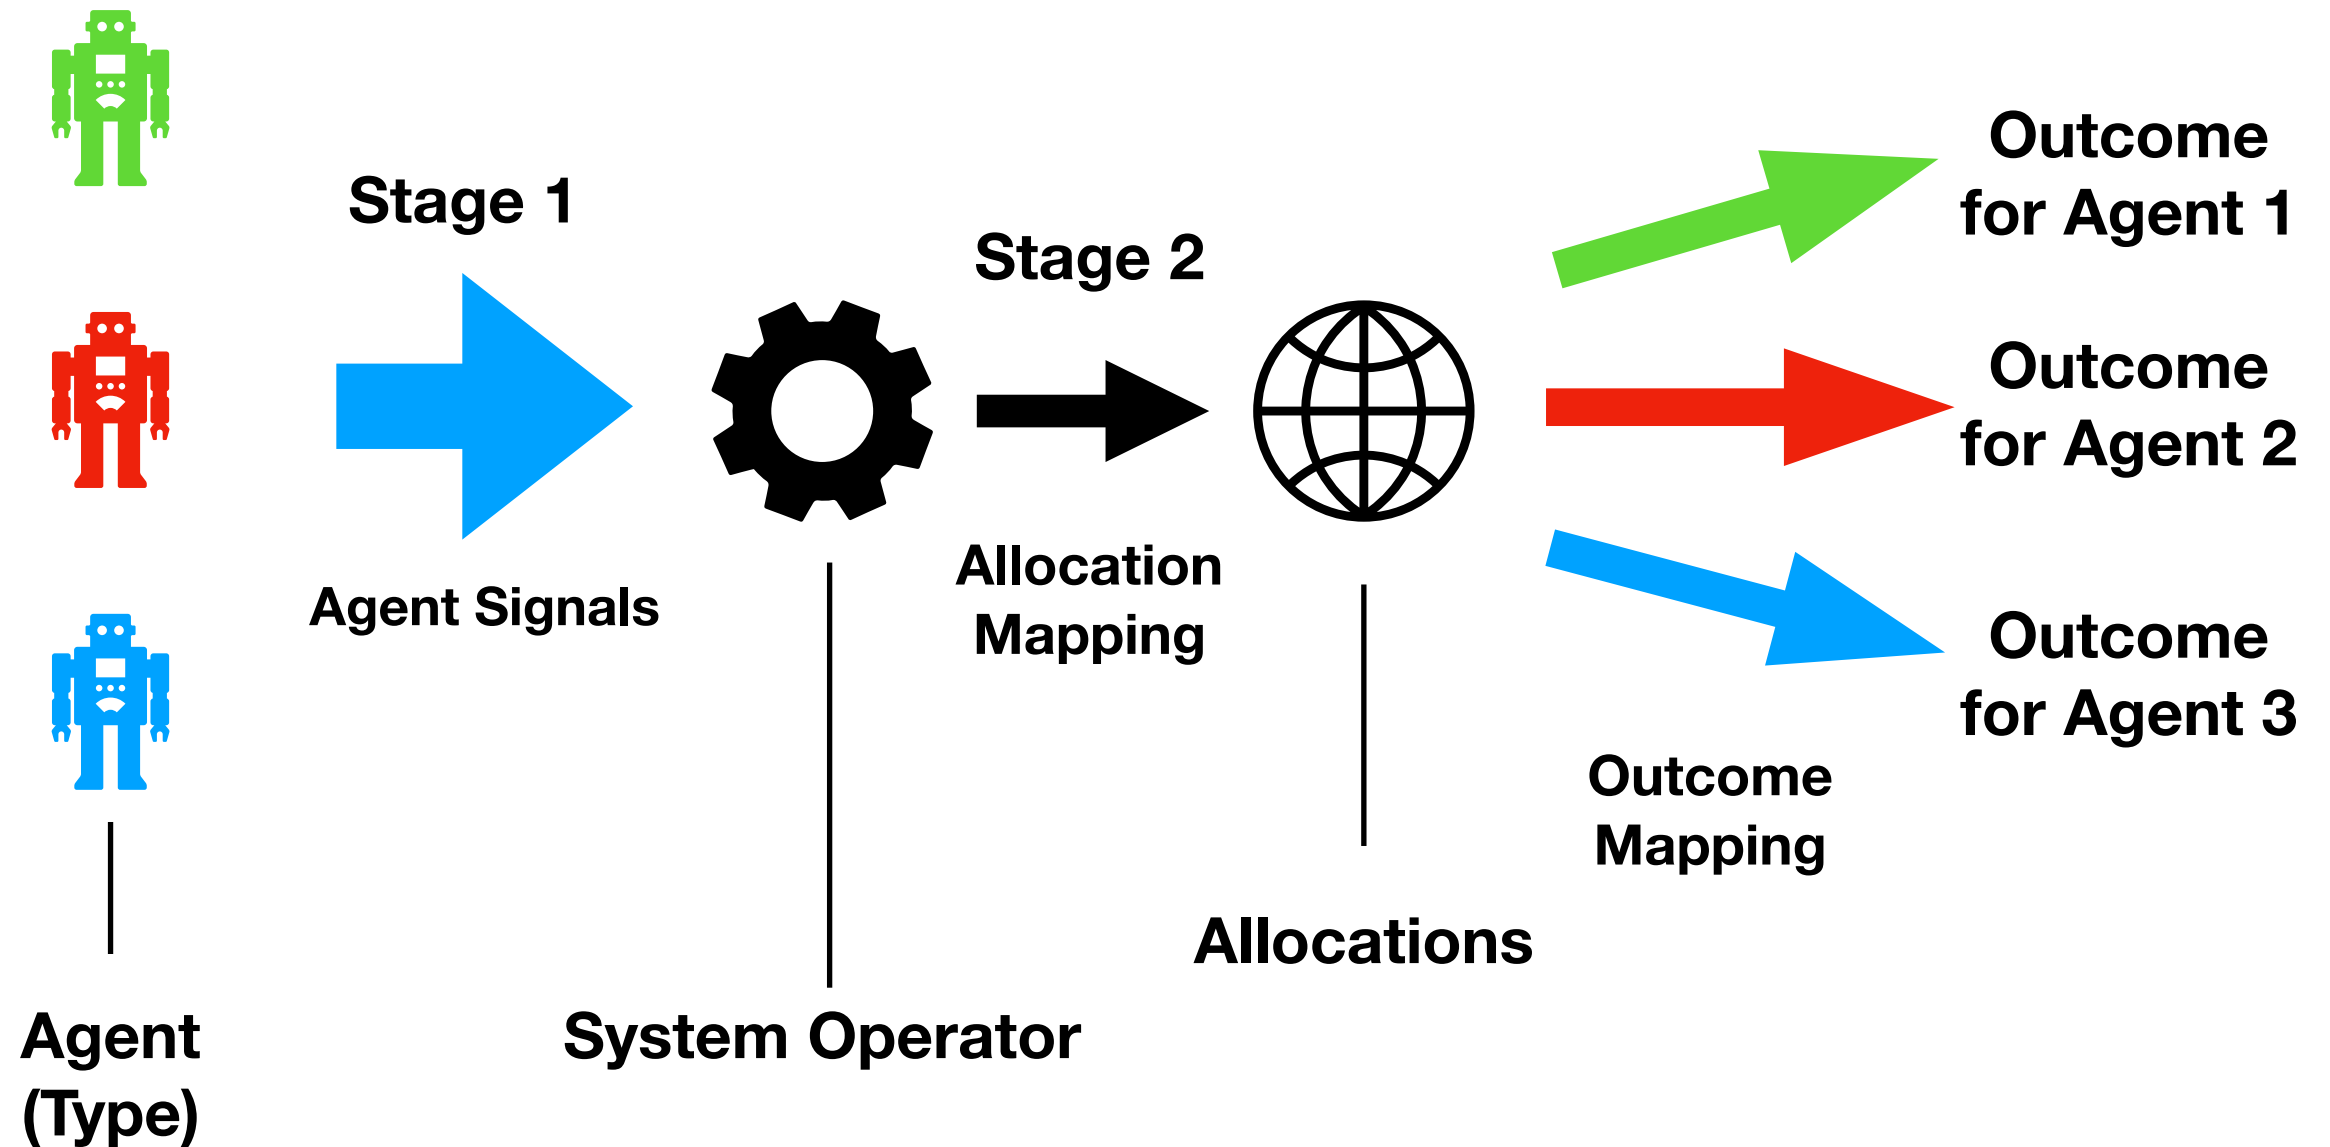 Stage 1
Agent Signals
Agent
(Type)
System Operator
Stage 2
Allocation
Mapping
Allocations
Outcome
Mapping
Outcome
for Agent 1
Outcome
for Agent 2
Outcome
for Agent 3